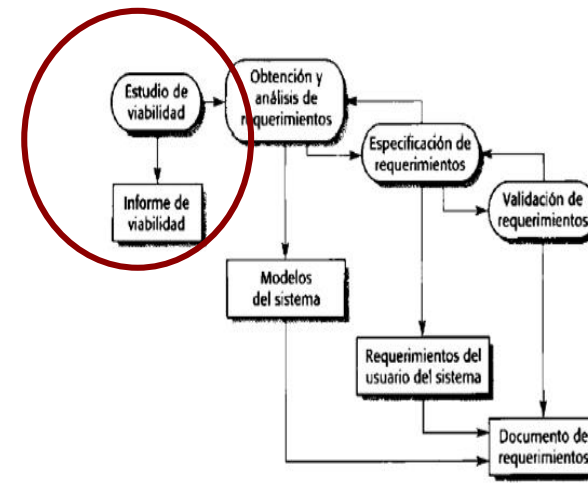 Estudio de
viabilidad
Obtención y
análisis de
requerimientos
Especificación de
requerimientos
Validación de
requerimientos
Informe de
viabilidad
Modelos
del sistema
Requerimientos del
usuario del sistema
Documento de
requerimientos